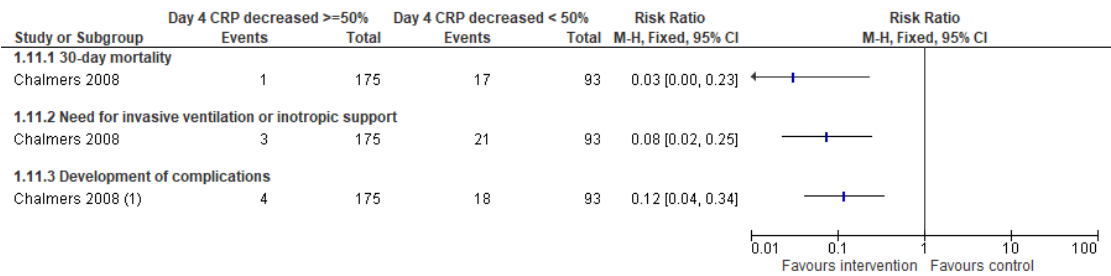 Day 4 CRP decreased >=50% Day 4 CRP decreased < 50% Risk Ratio Risk Ratio
Study or Subgroup Events Total Events Total M-H, Fixed, 95% CI M-H, Fixed, 95% CI
1.11.1 30-day mortality
Chalmers 2008 1 175 17 93 0.03 [0.00, 0.23]
1.11.2 Need for invasive ventilation or inotropic support
Chalmers 2008 3 175 21 93 0.08 [0.02, 0.25]
1.11.3 Development of complications
Chalmers 2008 (1) 4 175 18 93 0.12 [0.04, 0.34]
0.01 0.1 1 10 100
Favours intervention Favours control